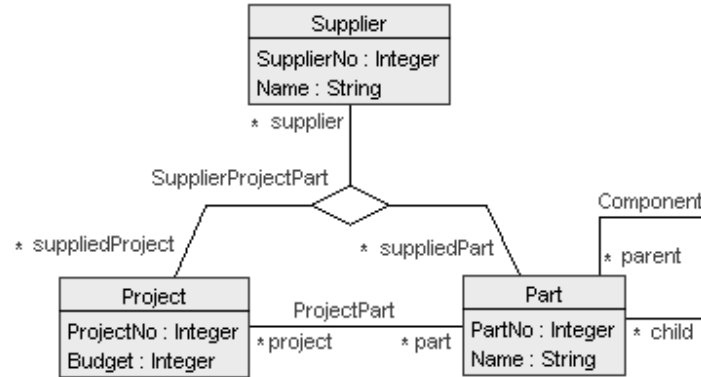 Supplier
SupplierNo : Integer
Name : String
* supplier
SupplierProjectPart
Component
* suppliedProject
* suppliedPart
* parent
Project
ProjectPart
Part
ProjectNo : Integer
PartNo : Integer
Budget : Integer
*project
* part
Name : String
* child